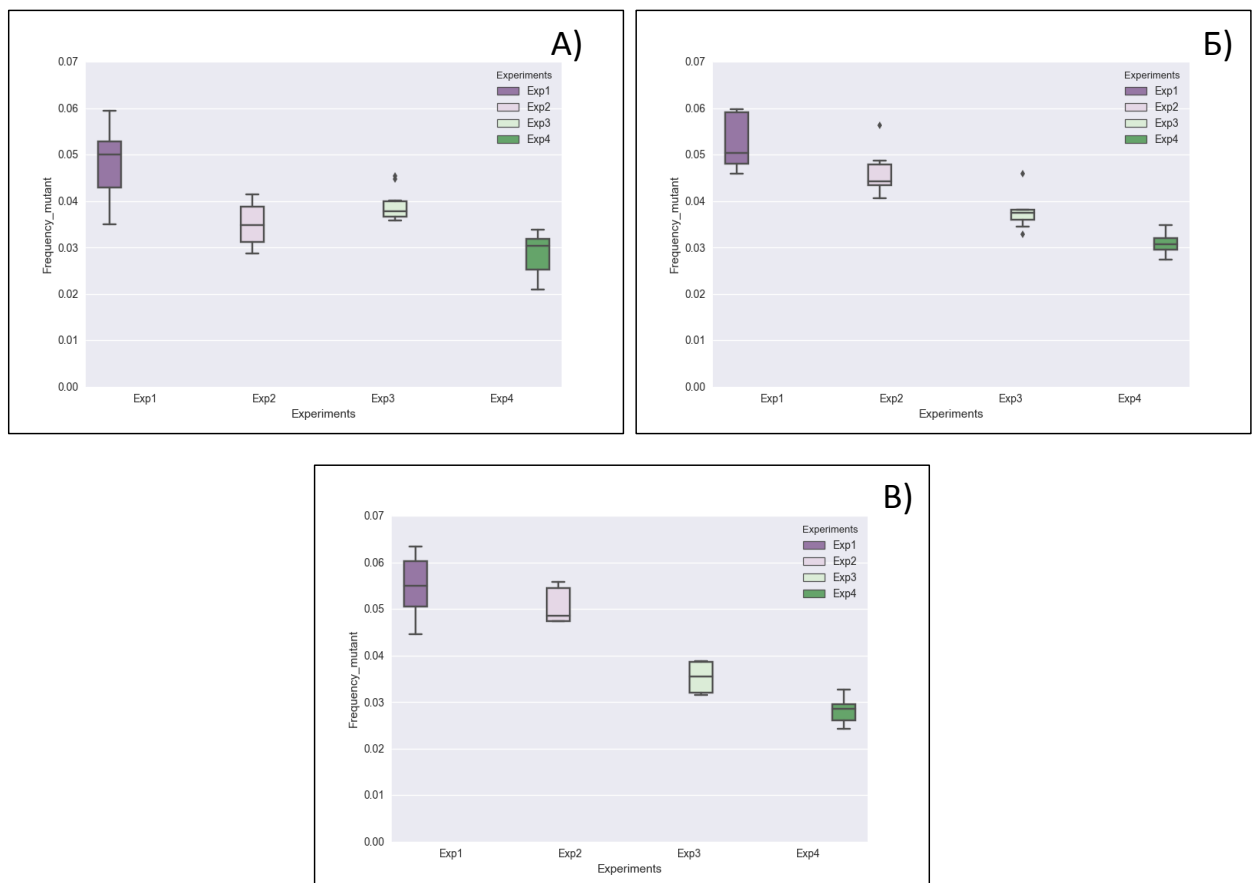 А)
0.07
0.06
0.05
0.04
0.03
0.02
0.01
0.00
Frequency_mutant
Experiments
Exp1
Exp2
Exp3
Exp4
Exp1 Exp2 Exp3 Exp4
Experiments
Б)
0.07
0.06
0.05
0.04
0.03
0.02
0.01
0.00
Frequency_mutant
Experiments
Exp1
Exp2
Exp3
Exp4
Exp1 Exp2 Exp3 Exp4
Experiments
В)
0.07
0.06
0.05
0.04
0.03
0.02
0.01
0.00
Frequency_mutant
Experiments
Exp1
Exp2
Exp3
Exp4
Exp1 Exp2 Exp3 Exp4
Experiments